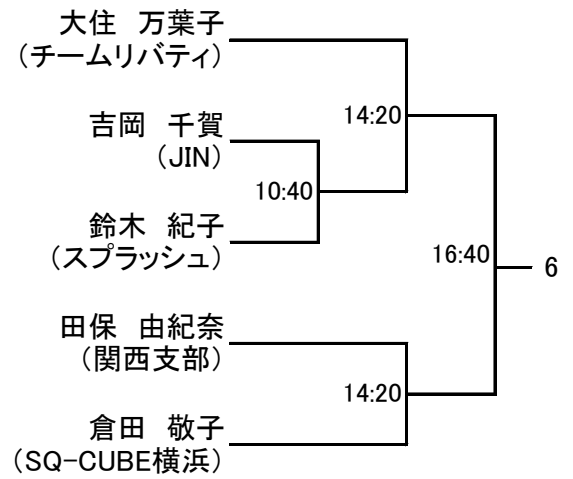 大住　万葉子
（チームリバティ）
14:20
吉岡　千賀
（JIN）
10:40
鈴木　紀子
（スプラッシュ）
16:40
6
田保　由紀奈
（関西支部）
14:20
倉田　敬子
（SQ-CUBE横浜）